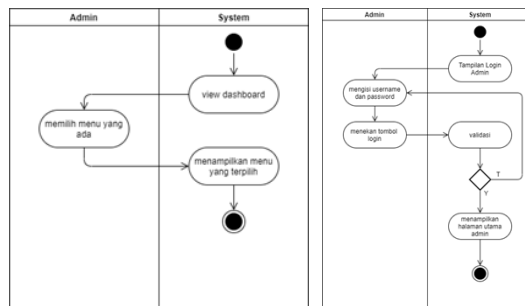 Admin
System
view dashboard
memilih menu yang
ada
menampilkan menu
yang terpilih
Admin
System
Tampilan Login
Admin
mengisi username
dan password
menekan tombol
login
validasi
T
Y
menampilkan
halaman utama
admin